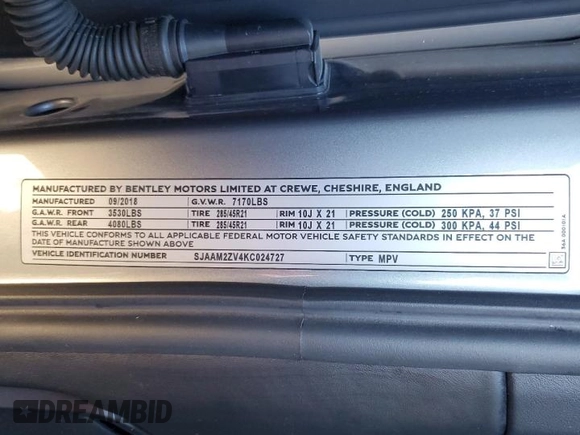 MANUFACTURED BY BENTLEY MOTORS LIMITED AT CREWE, CHESHIRE, ENGLAND
MANUFACTURED 09/2018 G.V.W.R. 7170LBS
G.A.W.R. FRONT 3530LBS TIRE 285/45R21 RIM 10J X 21 PRESSURE (COLD) 250 KPA, 37 PSI
G.A.W.R. REAR 4080LBS TIRE 285/45R21 RIM 10J X 21 PRESSURE (COLD) 300 KPA, 44 PSI
THIS VEHICLE CONFORMS TO ALL APPLICABLE FEDERAL MOTOR VEHICLE SAFETY STANDARDS IN EFFECT ON THE
DATE OF MANUFACTURE SHOWN ABOVE.
VEHICLE IDENTIFICATION NUMBER SJAAM2ZV4KC024727 TYPE MPV
DREAMBID